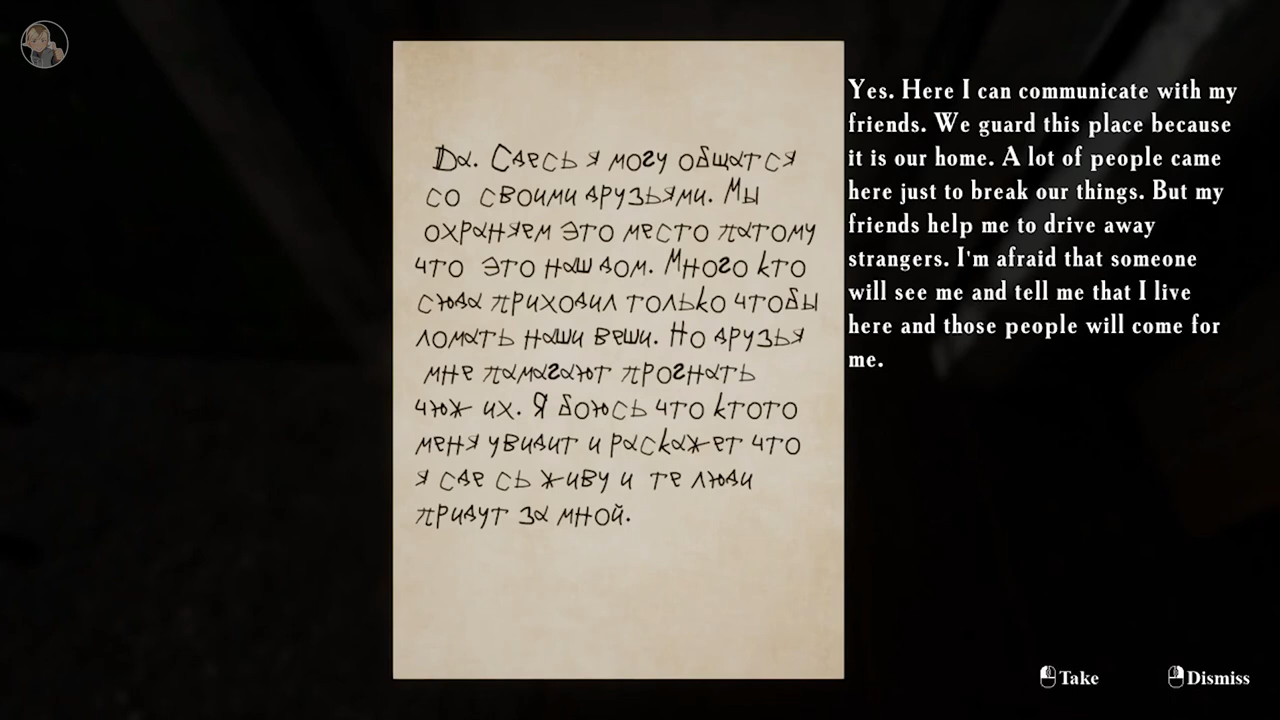 Да. Сдесь я могу общатся
со своими друзьями. Мы
охраняем это место патому
что это наш дом. Много кто
сюда приходил только чтобы
ломать наши веши. Но друзья
мне памагают прогнать
чюж их. Я боюсь что ктото
меня увидит и раскажет что
я сде сь живу и те люди
придут за мной.
Yes. Here I can communicate with my
friends. We guard this place because
it is our home. A lot of people came
here just to break our things. But my
friends help me to drive away
strangers. I'm afraid that someone
will see me and tell me that I live
here and those people will come for
me.
Take
Dismiss